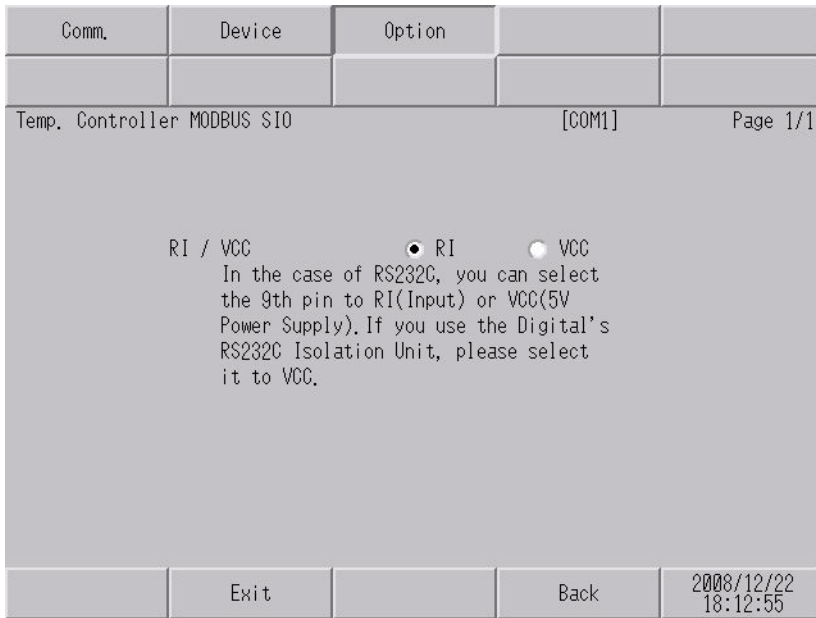 Comm. Device Option
Temp. Controller MODBUS SIO [COM1] Page 1/1
RI / VCC RI VCC
In the case of RS232C, you can select
the 9th pin to RI(Input) or VCC(5V
Power Supply).If you use the Digital's
RS232C Isolation Unit, please select
it to VCC.
Exit Back 2008/12/22
18:12:55